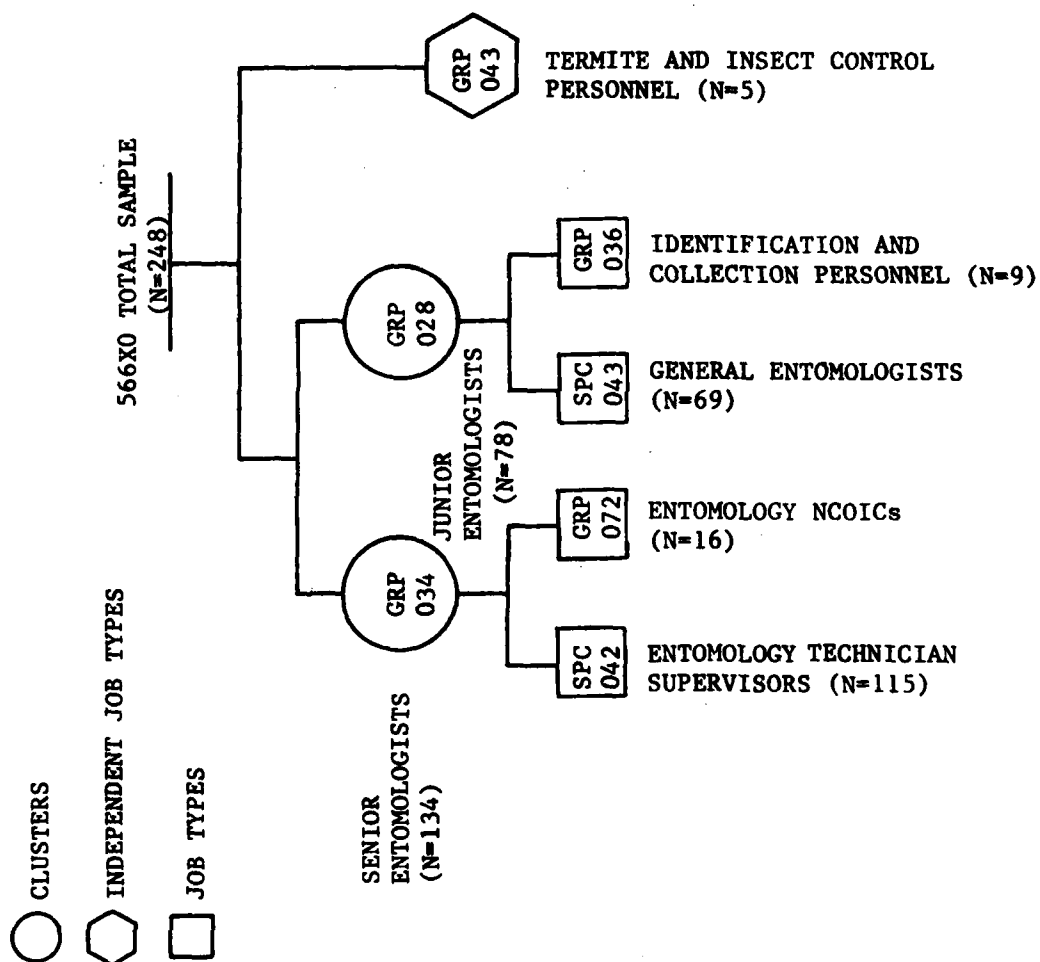 566X0 TOTAL SAMPLE
(N=248)
GRP
034
SENIOR
ENTOMOLOGISTS
(N=134)
GRP
028
JUNIOR
ENTOMOLOGISTS
(N=78)
GRP
043
TERMITE AND INSECT CONTROL
PERSONNEL (N=5)
SPC
042
ENTOMOLOGY TECHNICIAN
SUPERVISORS (N=115)
GRP
072
ENTOMOLOGY NCOICs
(N=16)
SPC
043
GENERAL ENTOMOLOGISTS
(N=69)
GRP
036
IDENTIFICATION AND
COLLECTION PERSONNEL (N=9)
CLUSTERS
INDEPENDENT JOB TYPES
JOB TYPES